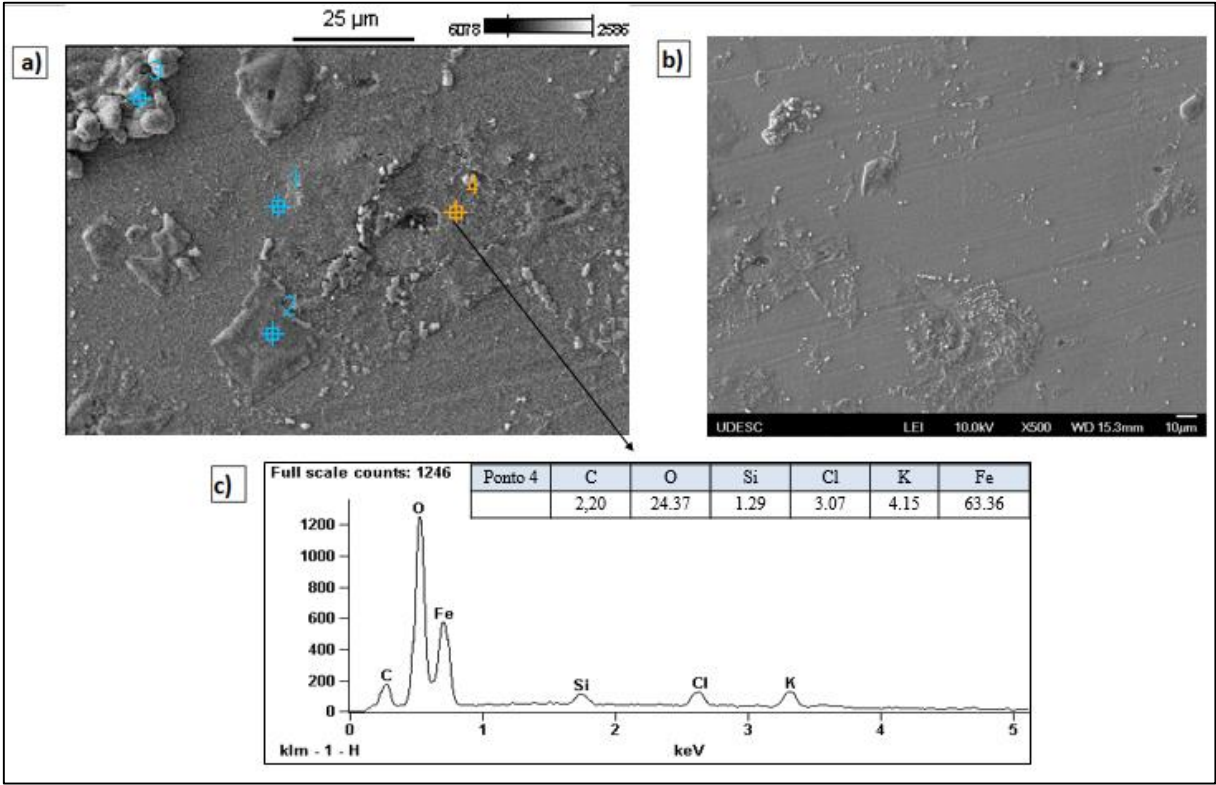 25 µm
6078 2586
a)
3
1
4
2
b)
UDESC LEI 10.0kV X500 WD 15.3mm 10µm
c)
Full scale counts: 1246
Ponto 4 C O Si Cl K Fe
2,20 24.37 1.29 3.07 4.15 63.36
O
1200
1000
800
Fe
600
400
C
200
Si
Cl
K
0
0 1 2 3 4 5
klm - 1 - H keV